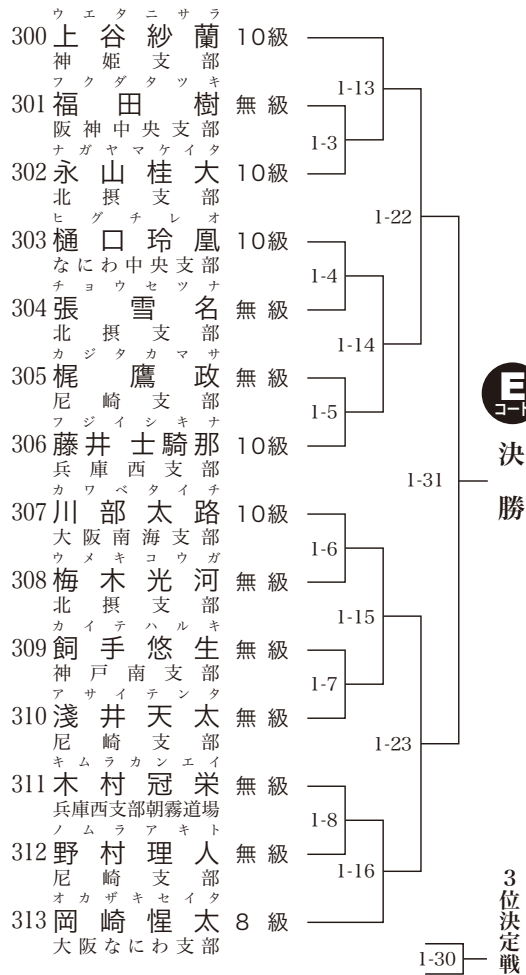 ウエタニサラ
300 上谷紗蘭 10級
神姫支部
1-13
フクダタツキ
301 福田樹 無級
阪神中央支部
1-3
ナガヤマケイタ
302 永山桂大 10級
北摂支部
1-22
ヒグチレオ
303 樋口玲凰 10級
なにわ中央支部
1-4
チョウセツナ
304 張雪名 無級
北摂支部
1-14
カジタカマサ
305 梶鷹政 無級
尼崎支部
1-5
フジイシキナ
306 藤井士騎那 10級
兵庫西支部
1-31
E
コート
決勝
カワベタイチ
307 川部太路 10級
大阪南海支部
1-6
ウメキコウガ
308 梅木光河 無級
北摂支部
1-15
カイテハルキ
309 飼手悠生 無級
神戸南支部
1-7
アサイテンタ
310 淺井天太 無級
尼崎支部
1-23
キムラカンエイ
311 木村冠栄 無級
兵庫西支部朝霧道場
1-8
ノムラアキト
312 野村理人 無級
尼崎支部
1-16
オカザキセイタ
313 岡崎惺太 8級
大阪なにわ支部
3位決定戦
1-30